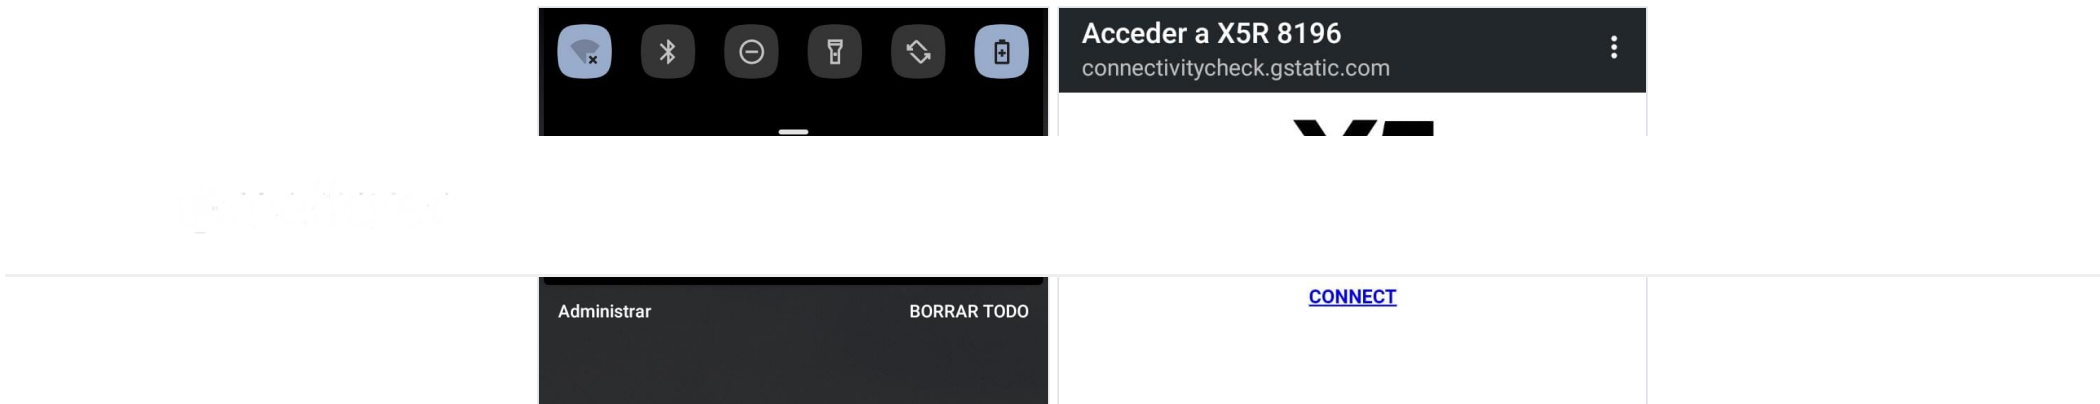 Acceder a X5R 8196
connectivitycheck.gstatic.com
Administrar
BORRAR TODO
CONNECT